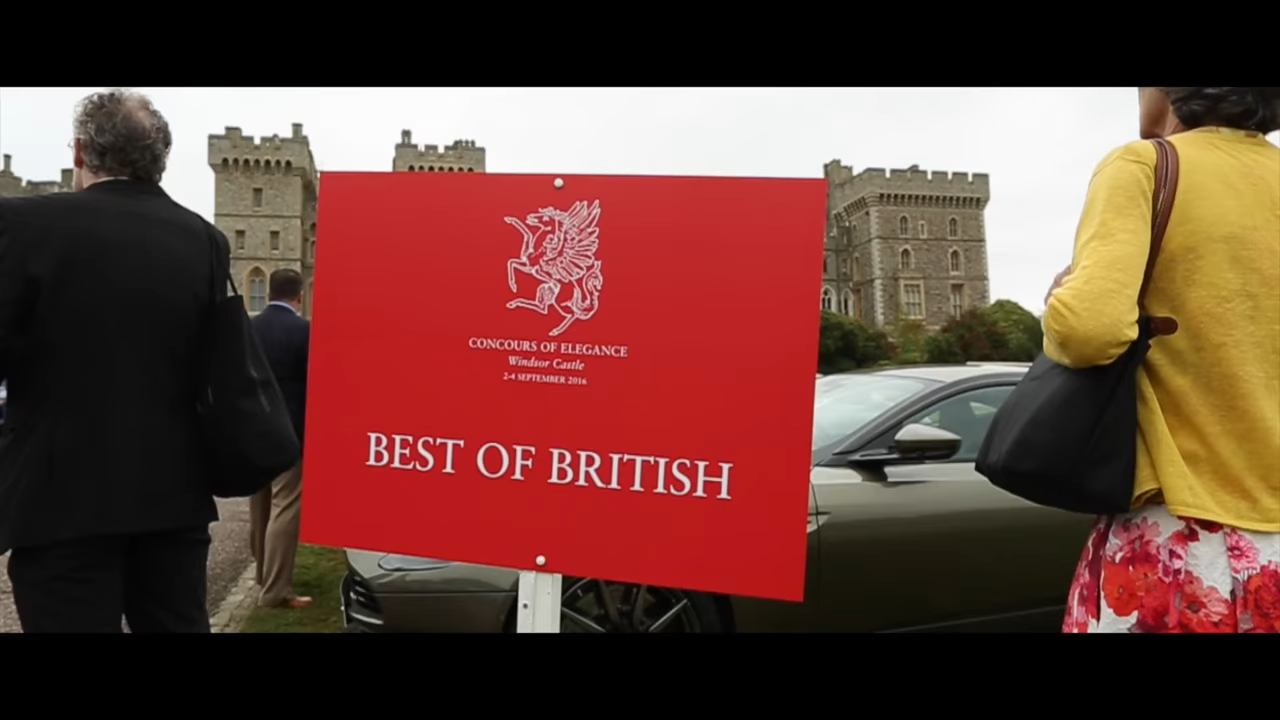 CONCOURS OF ELEGANCE
Windsor Castle
2-4 SEPTEMBER 2016
BEST OF BRITISH